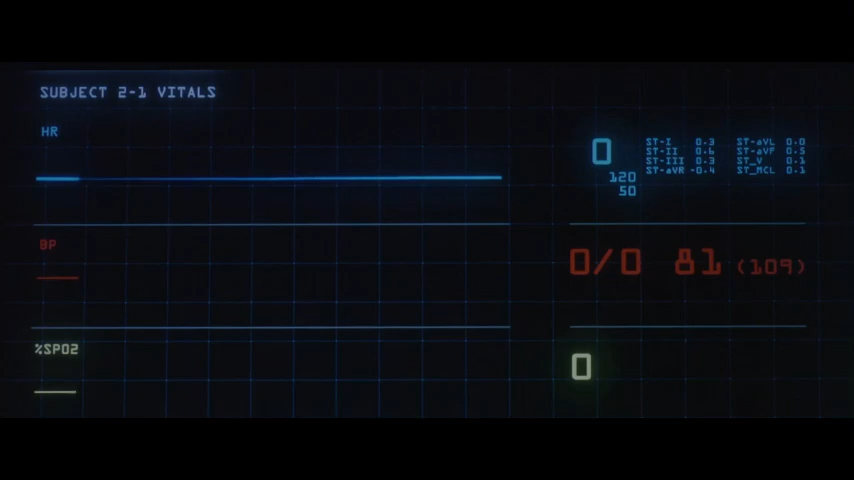 SUBJECT 2-1 VITALS
HR
0
120
50
ST-I 0.3
ST-II 0.6
ST-III 0.3
ST-aVR -0.4
ST-aVL 0.0
ST-aVF 0.5
ST_V 0.1
ST_MCL 0.1
BP
0/0 81 (109)
%SPO2
0